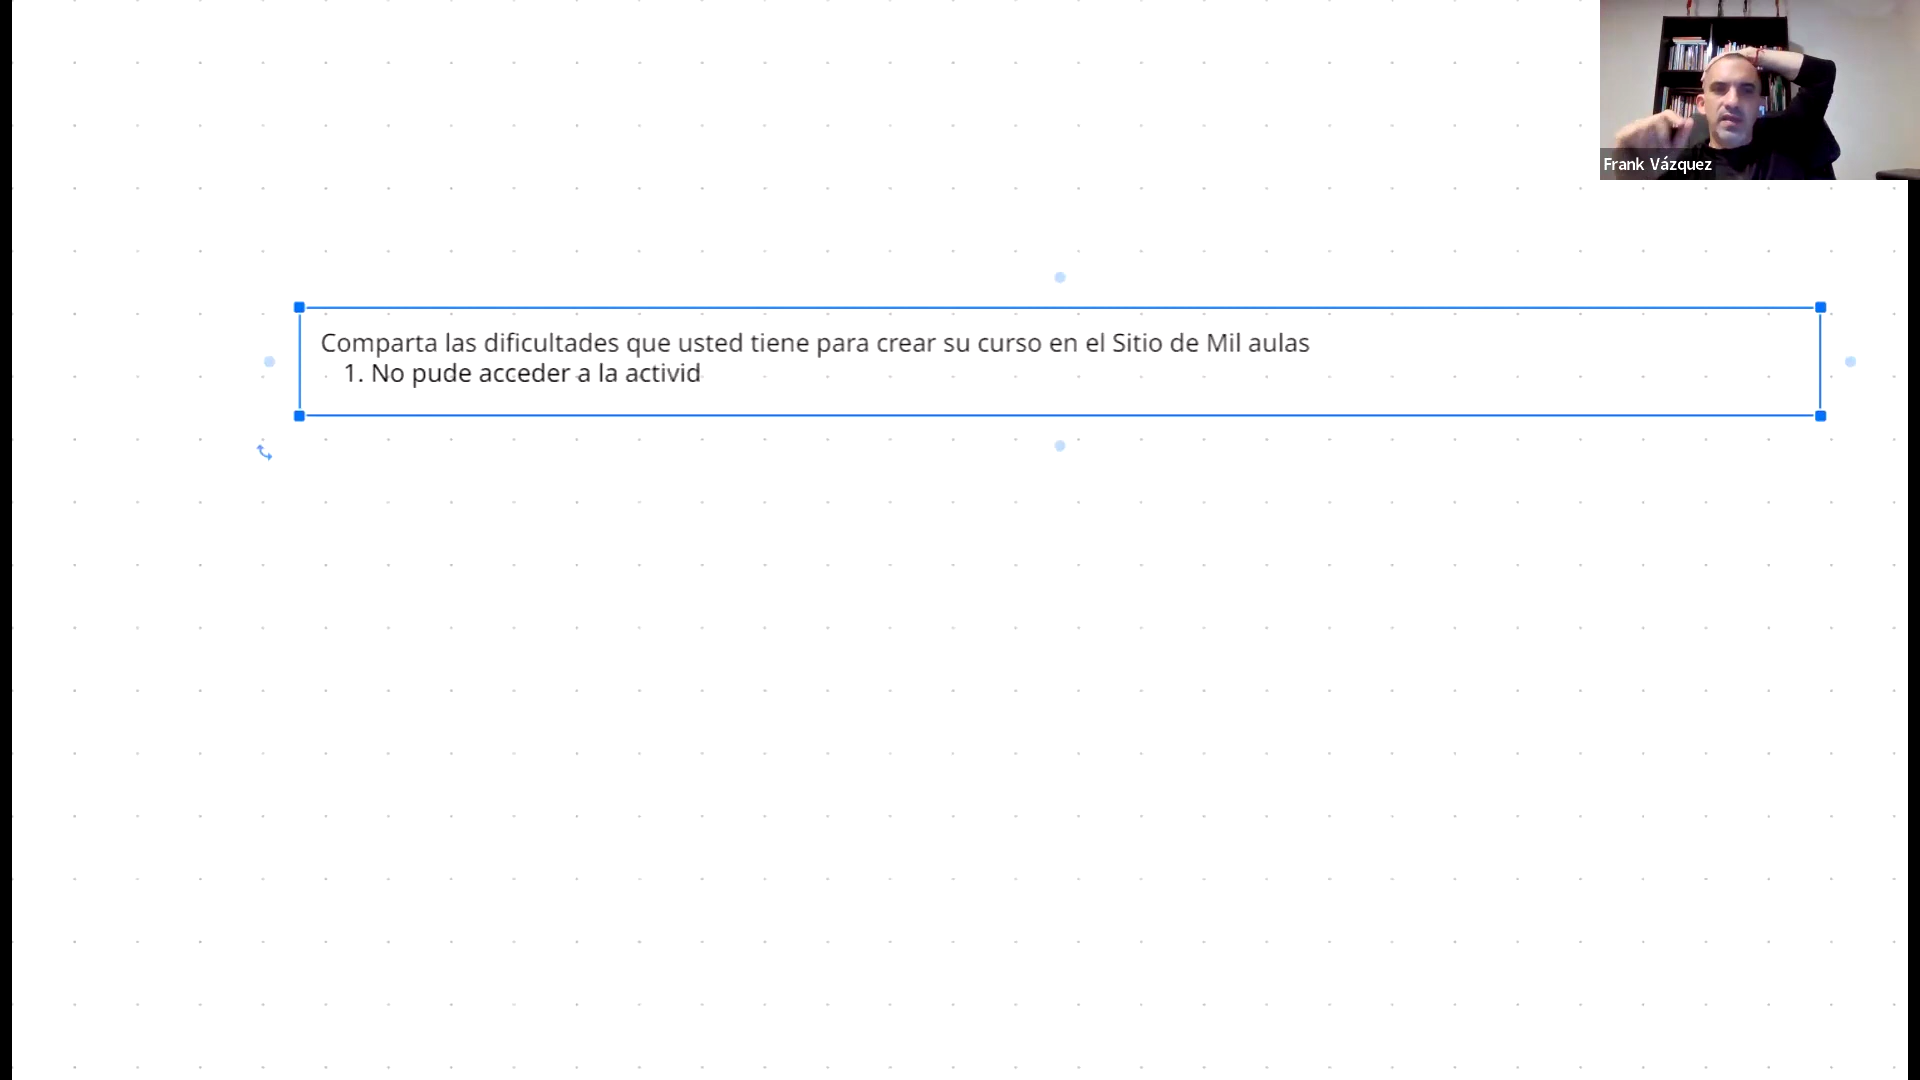 Frank Vázquez
Comparta las dificultades que usted tiene para crear su curso en el Sitio de Mil aulas
1. No pude acceder a la activid